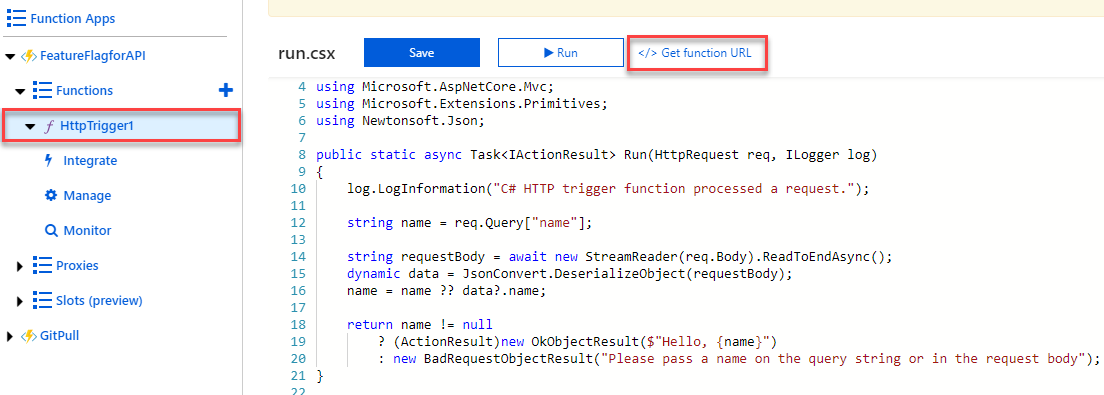 Function Apps
FeatureFlagforAPI
Functions
HttpTrigger1
Integrate
Manage
Monitor
Proxies
Slots (preview)
GitPull
run.csx
Save
Run
</> Get function URL
4 using Microsoft.AspNetCore.Mvc;
5 using Microsoft.Extensions.Primitives;
6 using Newtonsoft.Json;
7
8 public static async Task<IActionResult> Run(HttpRequest req, ILogger log)
9 {
10 log.LogInformation("C# HTTP trigger function processed a request.");
11
12 string name = req.Query["name"];
13
14 string requestBody = await new StreamReader(req.Body).ReadToEndAsync();
15 dynamic data = JsonConvert.DeserializeObject(requestBody);
16 name = name ?? data?.name;
17
18 return name != null
19 ? (ActionResult)new OkObjectResult($"Hello, {name}")
20 : new BadRequestObjectResult("Please pass a name on the query string or in the request body");
21 }
22